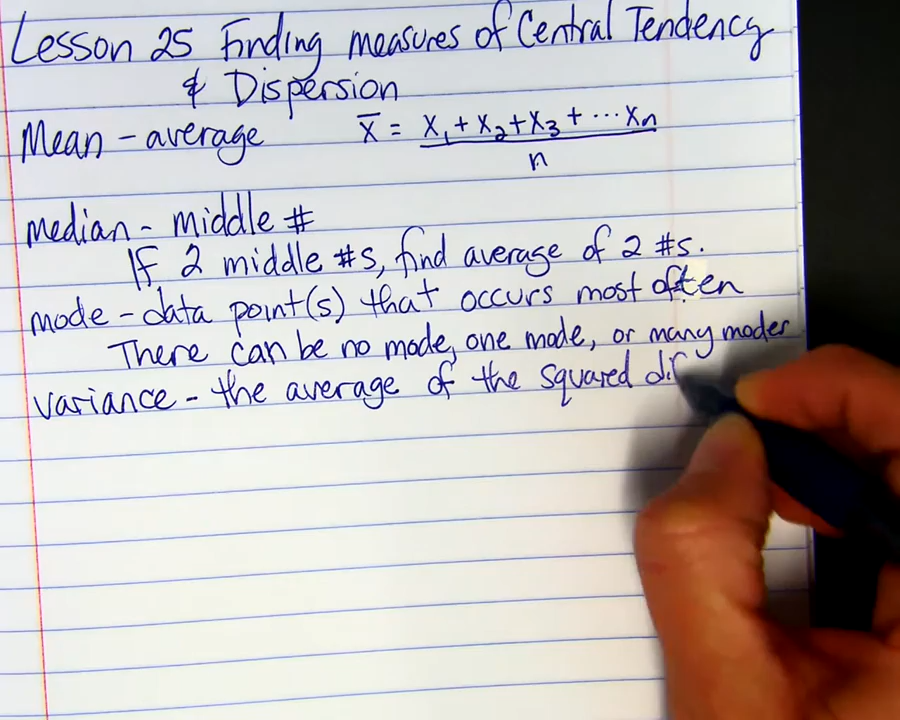 Lesson 25 Finding measures of Central Tendency
& Dispersion
Mean - average x̄ = x₁ + x₂ + x₃ + ⋯ xₙ / n
median - middle #
If 2 middle #s, find average of 2 #s.
mode - data point(s) that occurs most often
There can be no mode, one mode, or many modes
variance - the average of the squared